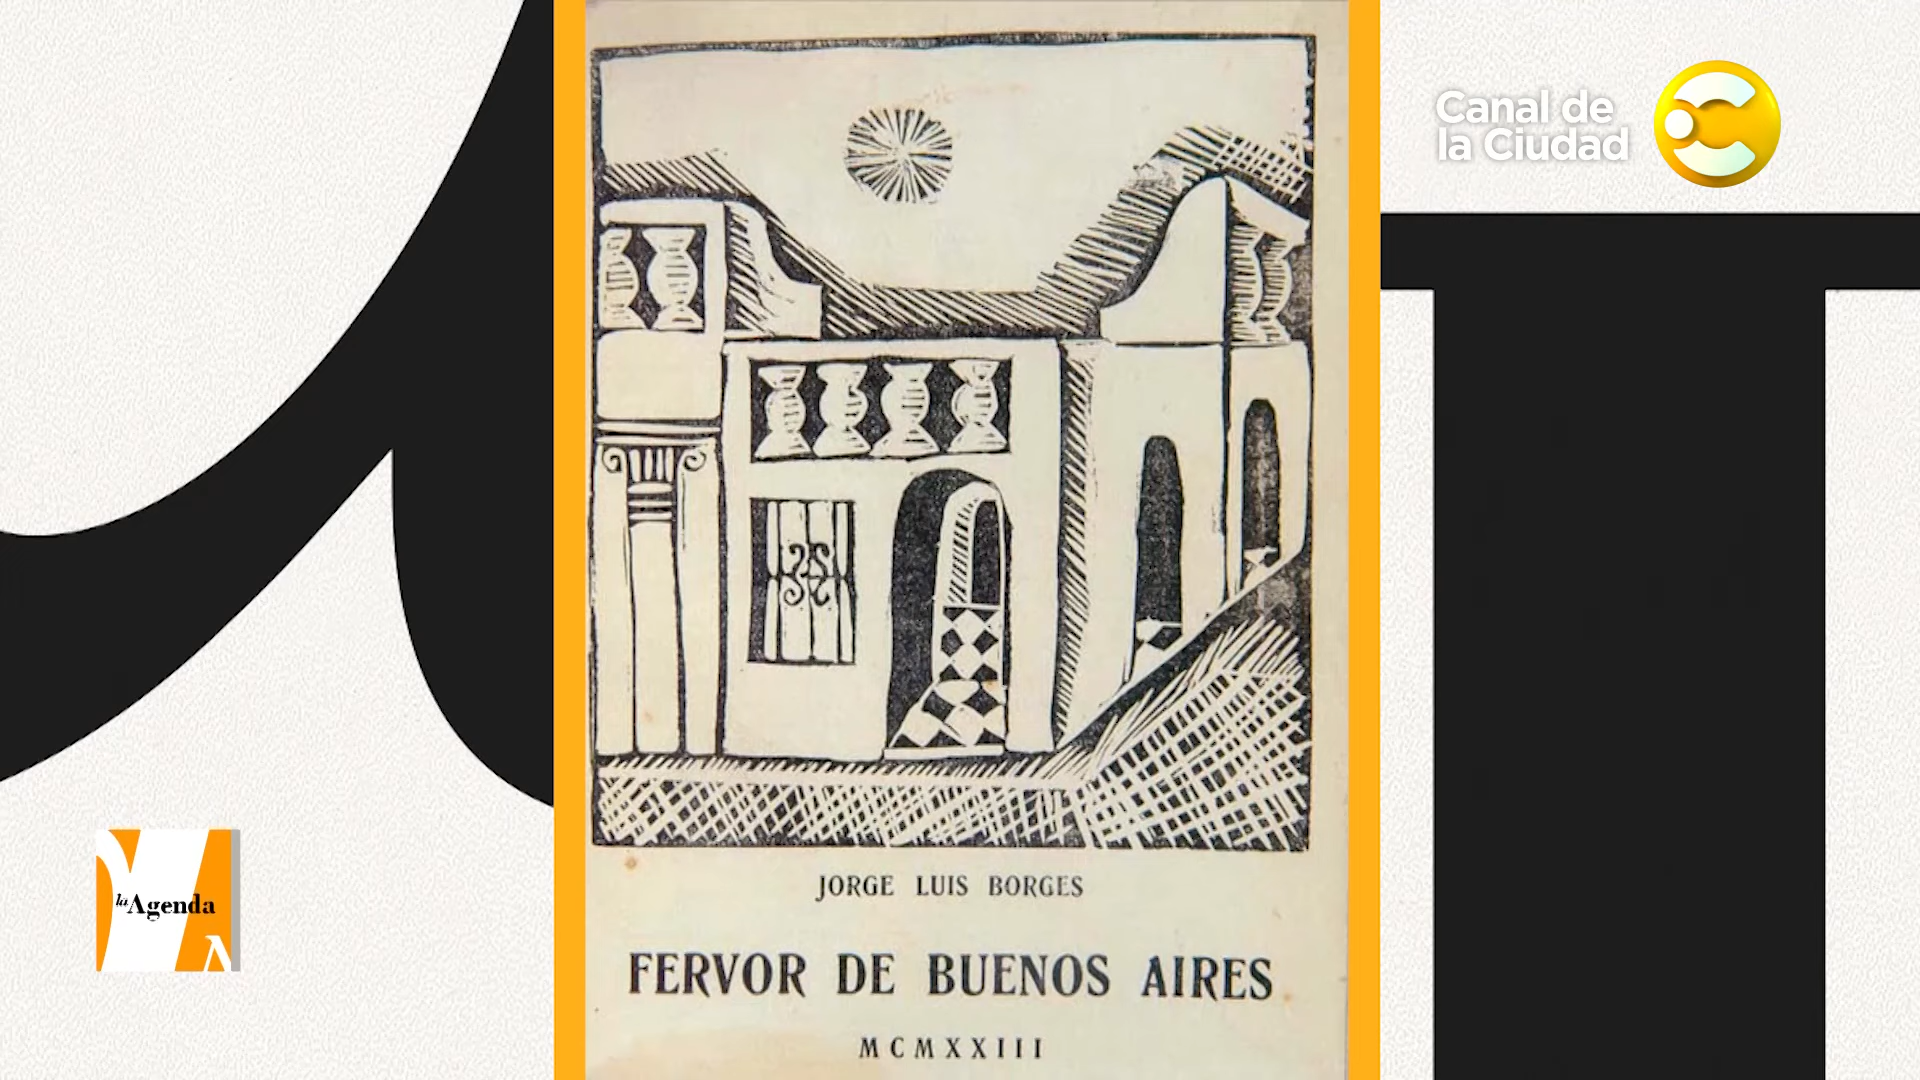 Canal de
la Ciudad
la Agenda
JORGE LUIS BORGES
FERVOR DE BUENOS AIRES
MCMXXIII